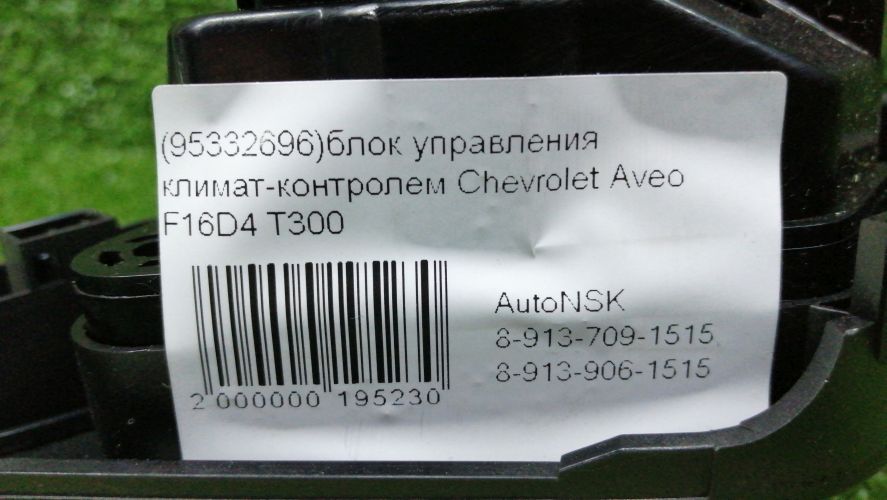 (95332696)блок управления
климат-контролем Chevrolet Aveo
F16D4 T300
AutoNSK
8-913-709-1515
8-913-906-1515
2 000000 195230